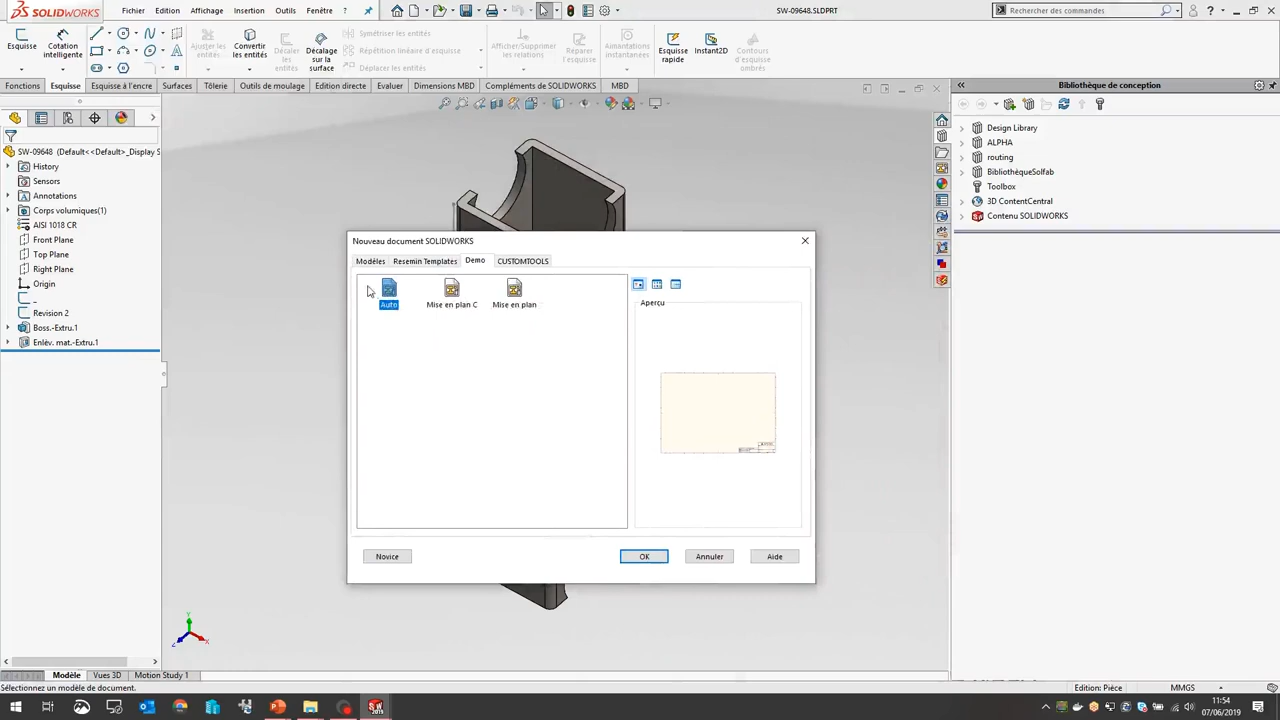 SOLIDWORKS
Fichier Edition Affichage Insertion Outils Fenêtre ?
SW-09648.SLDPRT
Rechercher des commandes
?
Esquisse
Cotation intelligente
Ajuster les entités
Convertir les entités
Décaler les entités
Décalage sur la surface
Symétriser les entités
Répétition linéaire d'esquisse
Déplacer les entités
Afficher/Supprimer les relations
Réparer l'esquisse
Aimantations instantanées
Esquisse rapide
Instant2D
Contours d'esquisse ombrés
Fonctions Esquisse Esquisse à l'encre Surfaces Tôlerie Outils de moulage Edition directe Evaluer Dimensions MBD Compléments de SOLIDWORKS MBD
Bibliothèque de conception
SW-09648 (Default<<Default>_Display S
History
Sensors
Annotations
Corps volumiques(1)
AISI 1018 CR
Front Plane
Top Plane
Right Plane
Origin
Revision 2
Boss.-Extru.1
Enlèv. mat.-Extru.1
Design Library
ALPHA
routing
BibliothèqueSolfab
Toolbox
3D ContentCentral
Contenu SOLIDWORKS
Nouveau document SOLIDWORKS
Modèles Resemin Templates Demo CUSTOMTOOLS
Auto
Mise en plan C
Mise en plan
Aperçu
Novice
OK
Annuler
Aide
Y
X
Z
Modèle Vues 3D Motion Study 1
Sélectionnez un modèle de document.
Edition: Pièce
MMGS
11:54
07/06/2019